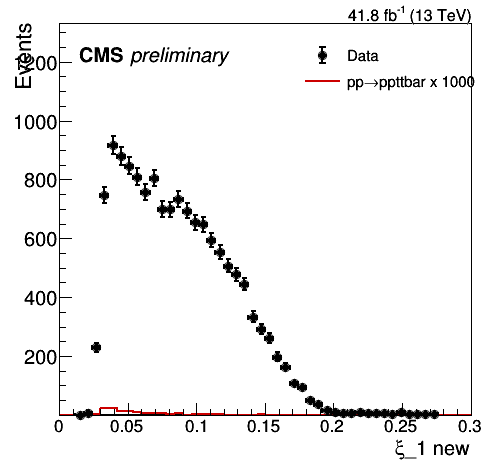 41.8 fb⁻¹ (13 TeV)
Events
CMS preliminary
Data
pp→ppttbar x 1000
1200
1000
800
600
400
200
0
0.05
0.1
0.15
0.2
0.25
0.3
ξ_1 new